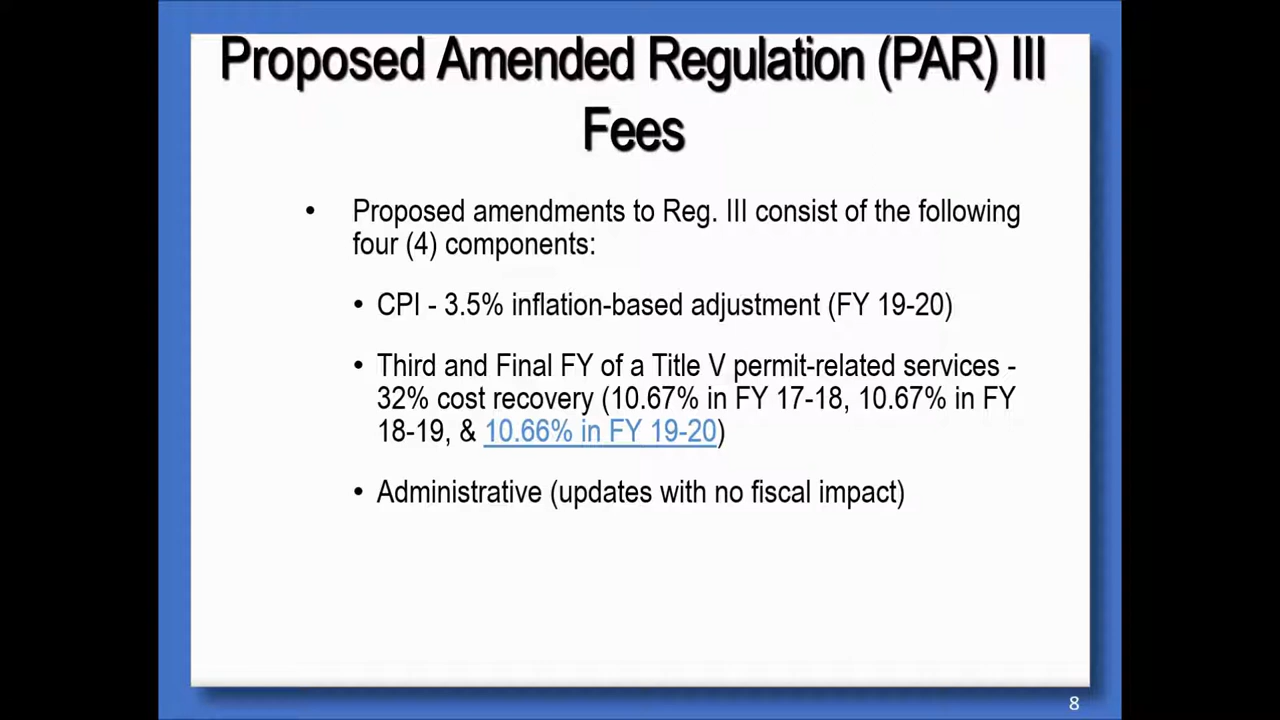 Proposed Amended Regulation (PAR) III
Fees
• Proposed amendments to Reg. III consist of the following
four (4) components:
• CPI - 3.5% inflation-based adjustment (FY 19-20)
• Third and Final FY of a Title V permit-related services -
32% cost recovery (10.67% in FY 17-18, 10.67% in FY
18-19, & 10.66% in FY 19-20)
• Administrative (updates with no fiscal impact)
8